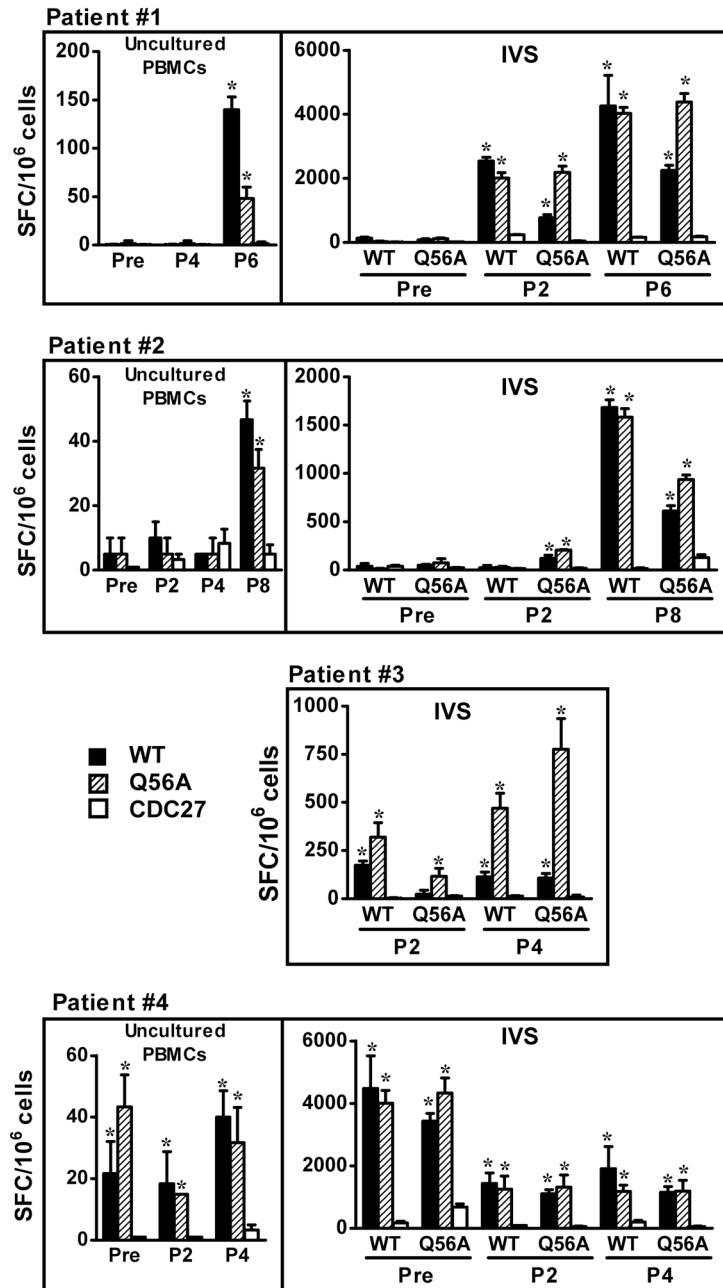 Patient #1
Uncultured
PBMCs
IVS
SFC/10⁶ cells
200
150
100
50
0
6000
4000
2000
0
Pre P4 P6
WT Q56A WT Q56A WT Q56A
Pre P2 P6
* * * * * * * * * *
Patient #2
Uncultured
PBMCs
IVS
SFC/10⁶ cells
60
40
20
0
2000
1500
1000
500
0
Pre P2 P4 P8
WT Q56A WT Q56A WT Q56A
Pre P2 P8
* * * * * * * *
Patient #3
IVS
WT
Q56A
CDC27
SFC/10⁶ cells
1000
750
500
250
0
WT Q56A WT Q56A
P2 P4
* * * * * * *
Patient #4
Uncultured
PBMCs
IVS
SFC/10⁶ cells
60
40
20
0
6000
4000
2000
0
Pre P2 P4
WT Q56A WT Q56A WT Q56A
Pre P2 P4
* * * * * * * * * * * * * * * * * *